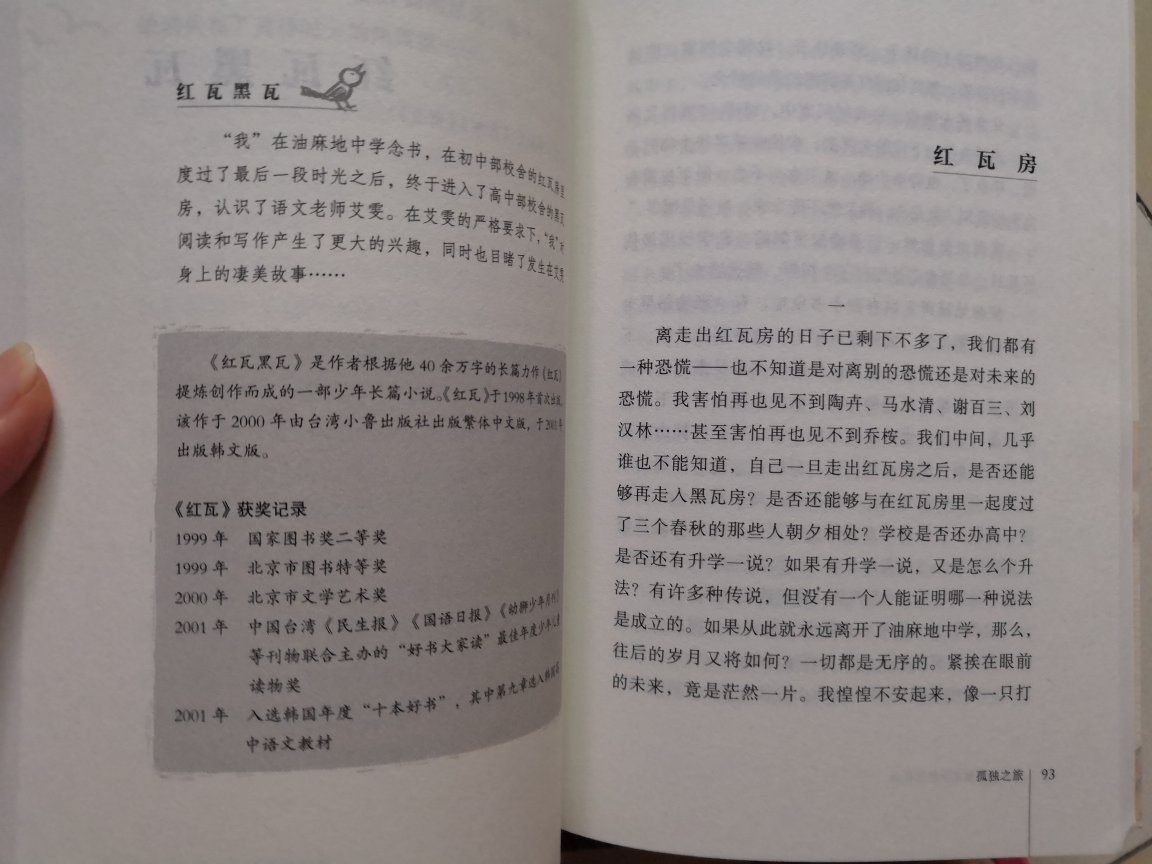 红瓦黑瓦
“我”在油麻地中学念书，在初中部校舍的红瓦房里
度过了最后一段时光之后，终于进入了高中部校舍的黑瓦
房，认识了语文老师艾雯。在艾雯的严格要求下，“我”对
阅读和写作产生了更大的兴趣，同时也目睹了发生在艾雯
身上的凄美故事……
《红瓦黑瓦》是作者根据他 40 余万字的长篇力作《红瓦》
提炼创作而成的一部少年长篇小说。《红瓦》于1998年首次出版，
该作于 2000 年由台湾小鲁出版社出版繁体中文版，于2001年
出版韩文版。
《红瓦》获奖记录
1999 年 国家图书奖二等奖
1999 年 北京市图书特等奖
2000 年 北京市文学艺术奖
2001 年 中国台湾《民生报》《国语日报》《幼狮少年月刊》
等刊物联合主办的“好书大家读”最佳年度少年儿童
读物奖
2001 年 入选韩国年度“十本好书”，其中第九章选入韩国
中语文教材
红瓦房
一
离走出红瓦房的日子已剩下不多了，我们都有
一种恐慌——也不知道是对离别的恐慌还是对未来的
恐慌。我害怕再也见不到陶卉、马水清、谢百三、刘
汉林……甚至害怕再也见不到乔桉。我们中间，几乎
谁也不能知道，自己一旦走出红瓦房之后，是否还能
够再走入黑瓦房？是否还能够与在红瓦房里一起度过
了三个春秋的那些人朝夕相处？学校是否还办高中？
是否还有升学一说？如果有升学一说，又是怎么个升
法？有许多种传说，但没有一个人能证明哪一种说法
是成立的。如果从此就永远离开了油麻地中学，那么，
往后的岁月又将如何？一切都是无序的。紧挨在眼前
的未来，竟是茫然一片。我惶惶不安起来，像一只打
孤独之旅 93